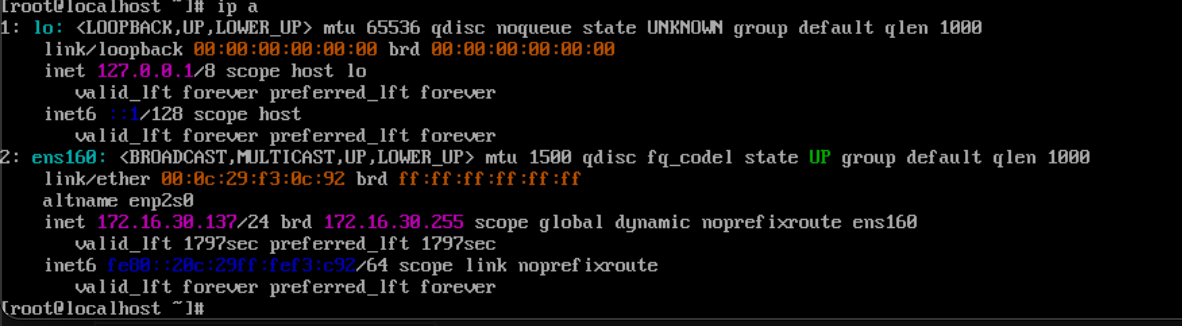 [root@localhost ~]# ip a
1: lo: <LOOPBACK,UP,LOWER_UP> mtu 65536 qdisc noqueue state UNKNOWN group default qlen 1000
    link/loopback 00:00:00:00:00:00 brd 00:00:00:00:00:00
    inet 127.0.0.1/8 scope host lo
       valid_lft forever preferred_lft forever
    inet6 ::1/128 scope host
       valid_lft forever preferred_lft forever
2: ens160: <BROADCAST,MULTICAST,UP,LOWER_UP> mtu 1500 qdisc fq_codel state UP group default qlen 1000
    link/ether 00:0c:29:f3:0c:92 brd ff:ff:ff:ff:ff:ff
    altname enp2s0
    inet 172.16.30.137/24 brd 172.16.30.255 scope global dynamic noprefixroute ens160
       valid_lft 1797sec preferred_lft 1797sec
    inet6 fe80::20c:29ff:fef3:c92/64 scope link noprefixroute
       valid_lft forever preferred_lft forever
[root@localhost ~]#